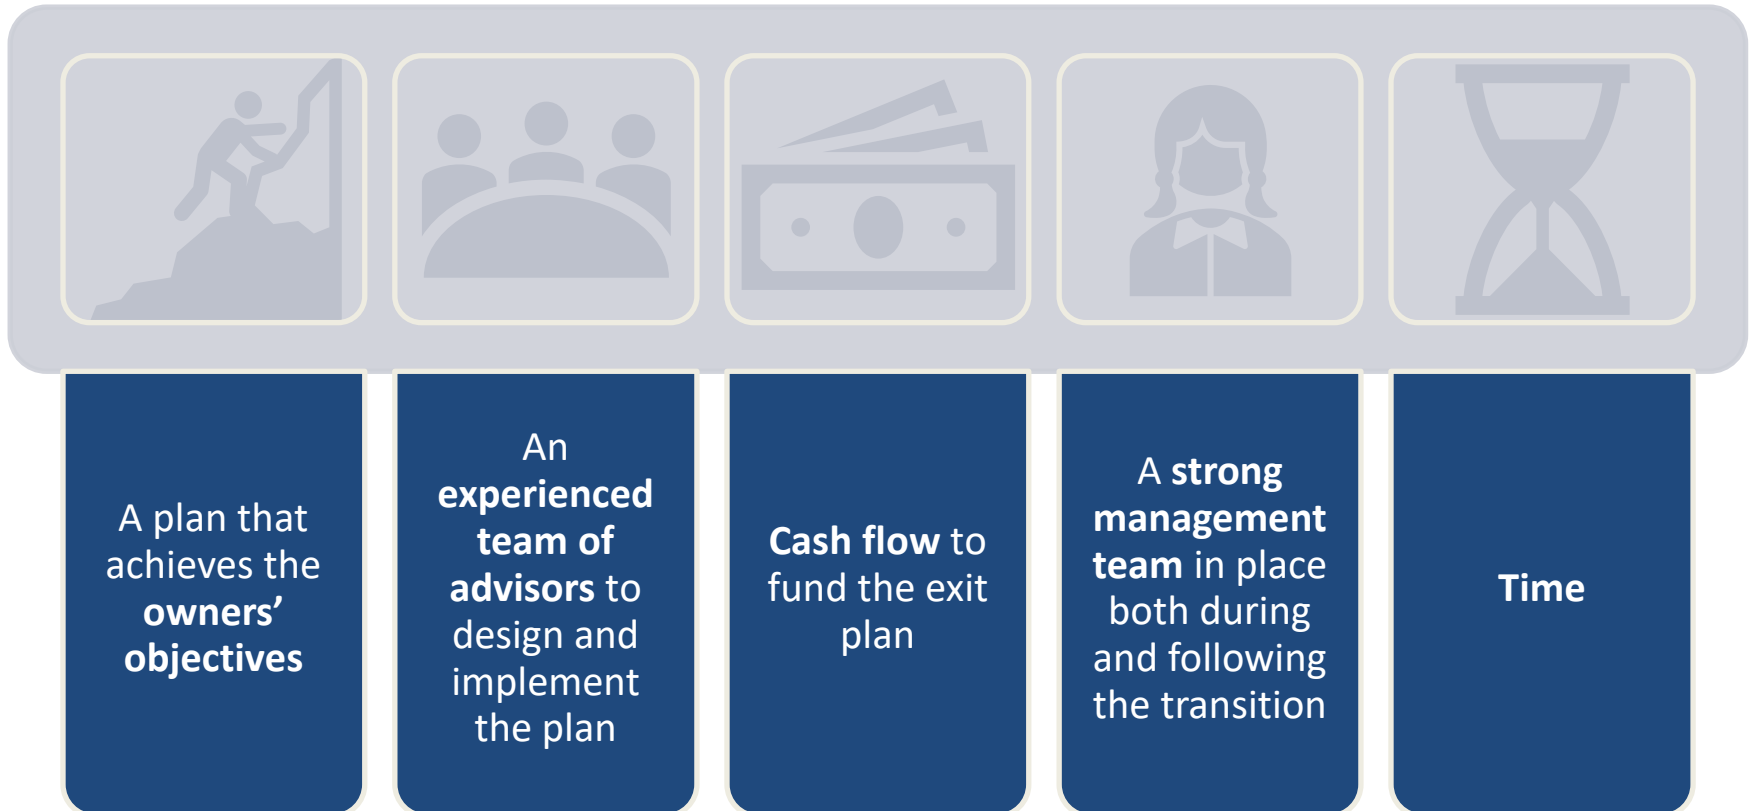 A plan that
achieves the
owners’
objectives
An
experienced
team of
advisors to
design and
implement
the plan
Cash flow to
fund the exit
plan
A strong
management
team in place
both during
and following
the transition
Time